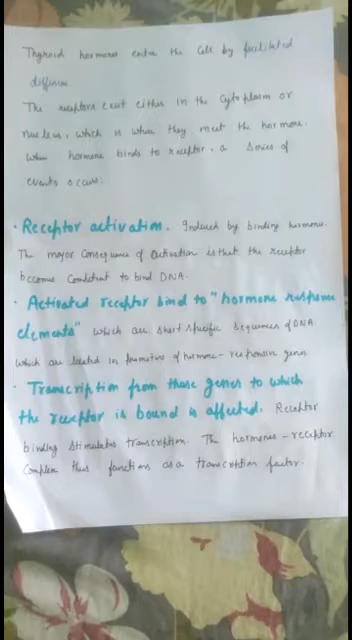 Thyroid hormones enter the Cell by facilitated
diffusion
The receptors exist either in the Cytoplasm or
nucleus, which is where they meet the hormone.
When hormone binds to receptor, a Series of
events occurs:
• Receptor activation. Induced by binding hormone.
The major Consequence of activation is that the receptor
become Competent to bind DNA.
• Activated receptor bind to "hormone response
elements" which are short specific sequences of DNA
which are located in promoters of hormone - responsive genes
• Transcription from those genes to which
the receptor is bound is affected. Receptor
binding stimulates transcription. The hormones - receptor
Complex thus functions as a transcription factor.